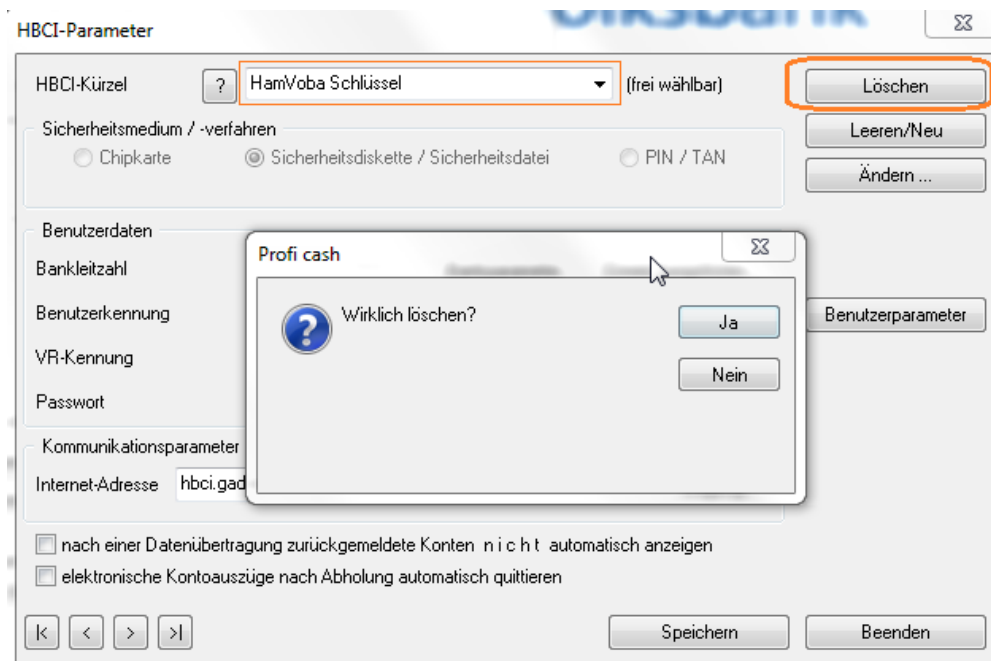 HBCI-Parameter
HBCI-Kürzel ? HamVoba Schlüssel (frei wählbar) Löschen
Sicherheitsmedium / -verfahren Leeren/Neu
Chipkarte Sicherheitsdiskette / Sicherheitsdatei PIN / TAN Ändern ...
Benutzerdaten
Profi cash
Bankleitzahl
Wirklich löschen? Ja
Benutzerkennung Benutzerparameter
VR-Kennung
Nein
Passwort
Kommunikationsparameter
Internet-Adresse hbci.gad
nach einer Datenübertragung zurückgemeldete Konten n i c h t automatisch anzeigen
elektronische Kontoauszüge nach Abholung automatisch quittieren
|< < > >| Speichern Beenden